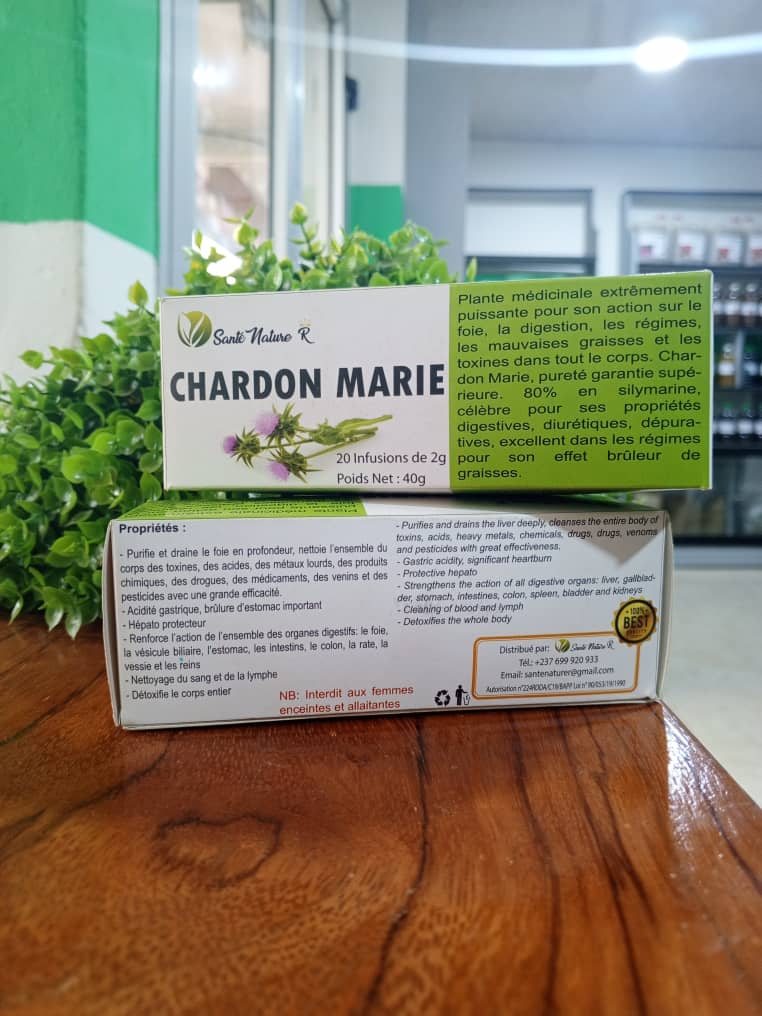 Santé Nature R
CHARDON MARIE
20 Infusions de 2g
Poids Net : 40g
Plante médicinale extrêmement
puissante pour son action sur le
foie, la digestion, les régimes,
les mauvaises graisses et les
toxines dans tout le corps. Char-
don Marie, pureté garantie supé-
rieure. 80% en silymarine,
célèbre pour ses propriétés
digestives, diurétiques, dépura-
tives, excellent dans les régimes
pour son effet brûleur de
graisses.
Propriétés :
- Purifie et draine le foie en profondeur, nettoie l'ensemble du
corps des toxines, des acides, des métaux lourds, des produits
chimiques, des drogues, des médicaments, des venins et des
pesticides avec une grande efficacité.
- Acidité gastrique, brûlure d'estomac important
- Hépato protecteur
- Renforce l'action de l'ensemble des organes digestifs: le foie,
la vésicule biliaire, l'estomac, les intestins, le colon, la rate, la
vessie et les reins
- Nettoyage du sang et de la lymphe
- Détoxifie le corps entier
NB: Interdit aux femmes
enceintes et allaitantes
- Purifies and drains the liver deeply, cleanses the entire body of
toxins, acids, heavy metals, chemicals, drugs, drugs, venoms
and pesticides with great effectiveness.
- Gastric acidity, significant heartburn
- Protective hepato
- Strengthens the action of all digestive organs: liver, gallblad-
der, stomach, intestines, colon, spleen, bladder and kidneys
- Cleaning of blood and lymph
- Detoxifies the whole body
100%
BEST
Distribué par: Santé Nature R
Tél.: +237 699 920 933
Email: santenaturer@gmail.com
Autorisation n°224RDDA/C19/BAPP Loi n° 90/053/19/1990